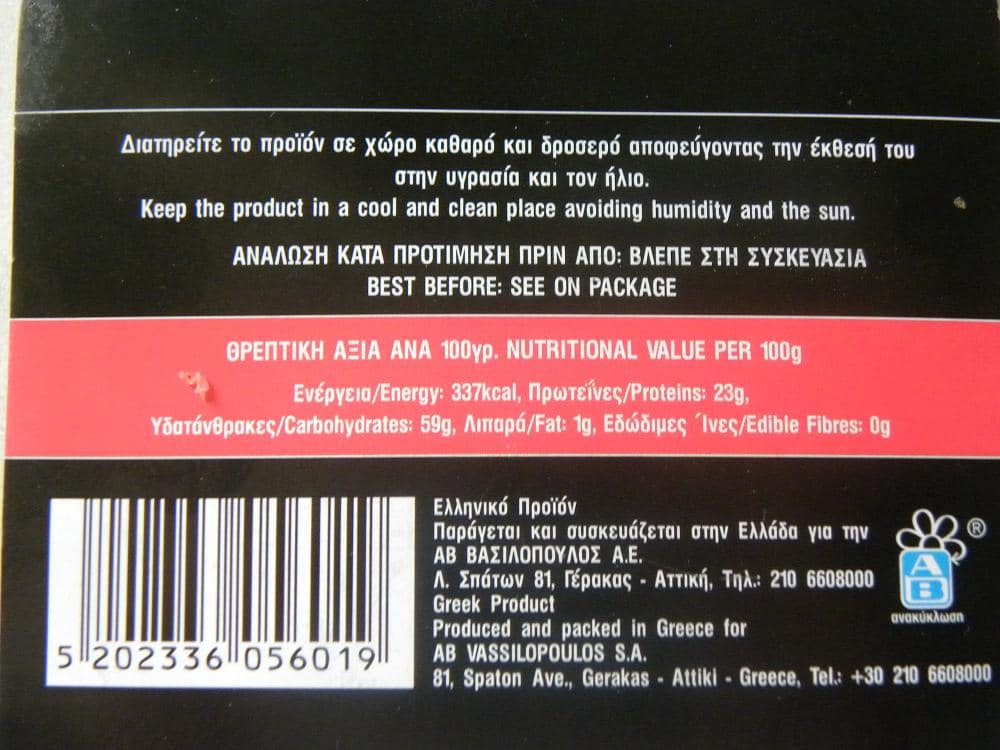 Διατηρείτε το προϊόν σε χώρο καθαρό και δροσερό αποφεύγοντας την έκθεσή του
στην υγρασία και τον ήλιο.
Keep the product in a cool and clean place avoiding humidity and the sun.
ΑΝΑΛΩΣΗ ΚΑΤΑ ΠΡΟΤΙΜΗΣΗ ΠΡΙΝ ΑΠΟ: ΒΛΕΠΕ ΣΤΗ ΣΥΣΚΕΥΑΣΙΑ
BEST BEFORE: SEE ON PACKAGE
ΘΡΕΠΤΙΚΗ ΑΞΙΑ ΑΝΑ 100γρ. NUTRITIONAL VALUE PER 100g
Ενέργεια/Energy: 337kcal, Πρωτεΐνες/Proteins: 23g,
Υδατάνθρακες/Carbohydrates: 59g, Λιπαρά/Fat: 1g, Εδώδιμες Ίνες/Edible Fibres: 0g
Ελληνικό Προϊόν
Παράγεται και συσκευάζεται στην Ελλάδα για την
ΑΒ ΒΑΣΙΛΟΠΟΥΛΟΣ Α.Ε.
Λ. Σπάτων 81, Γέρακας - Αττική, Τηλ.: 210 6608000
Greek Product
Produced and packed in Greece for
AB VASSILOPOULOS S.A.
81, Spaton Ave., Gerakas - Attiki - Greece, Tel.: +30 210 6608000
®
AB
ανακύκλωση
5 202336 056019